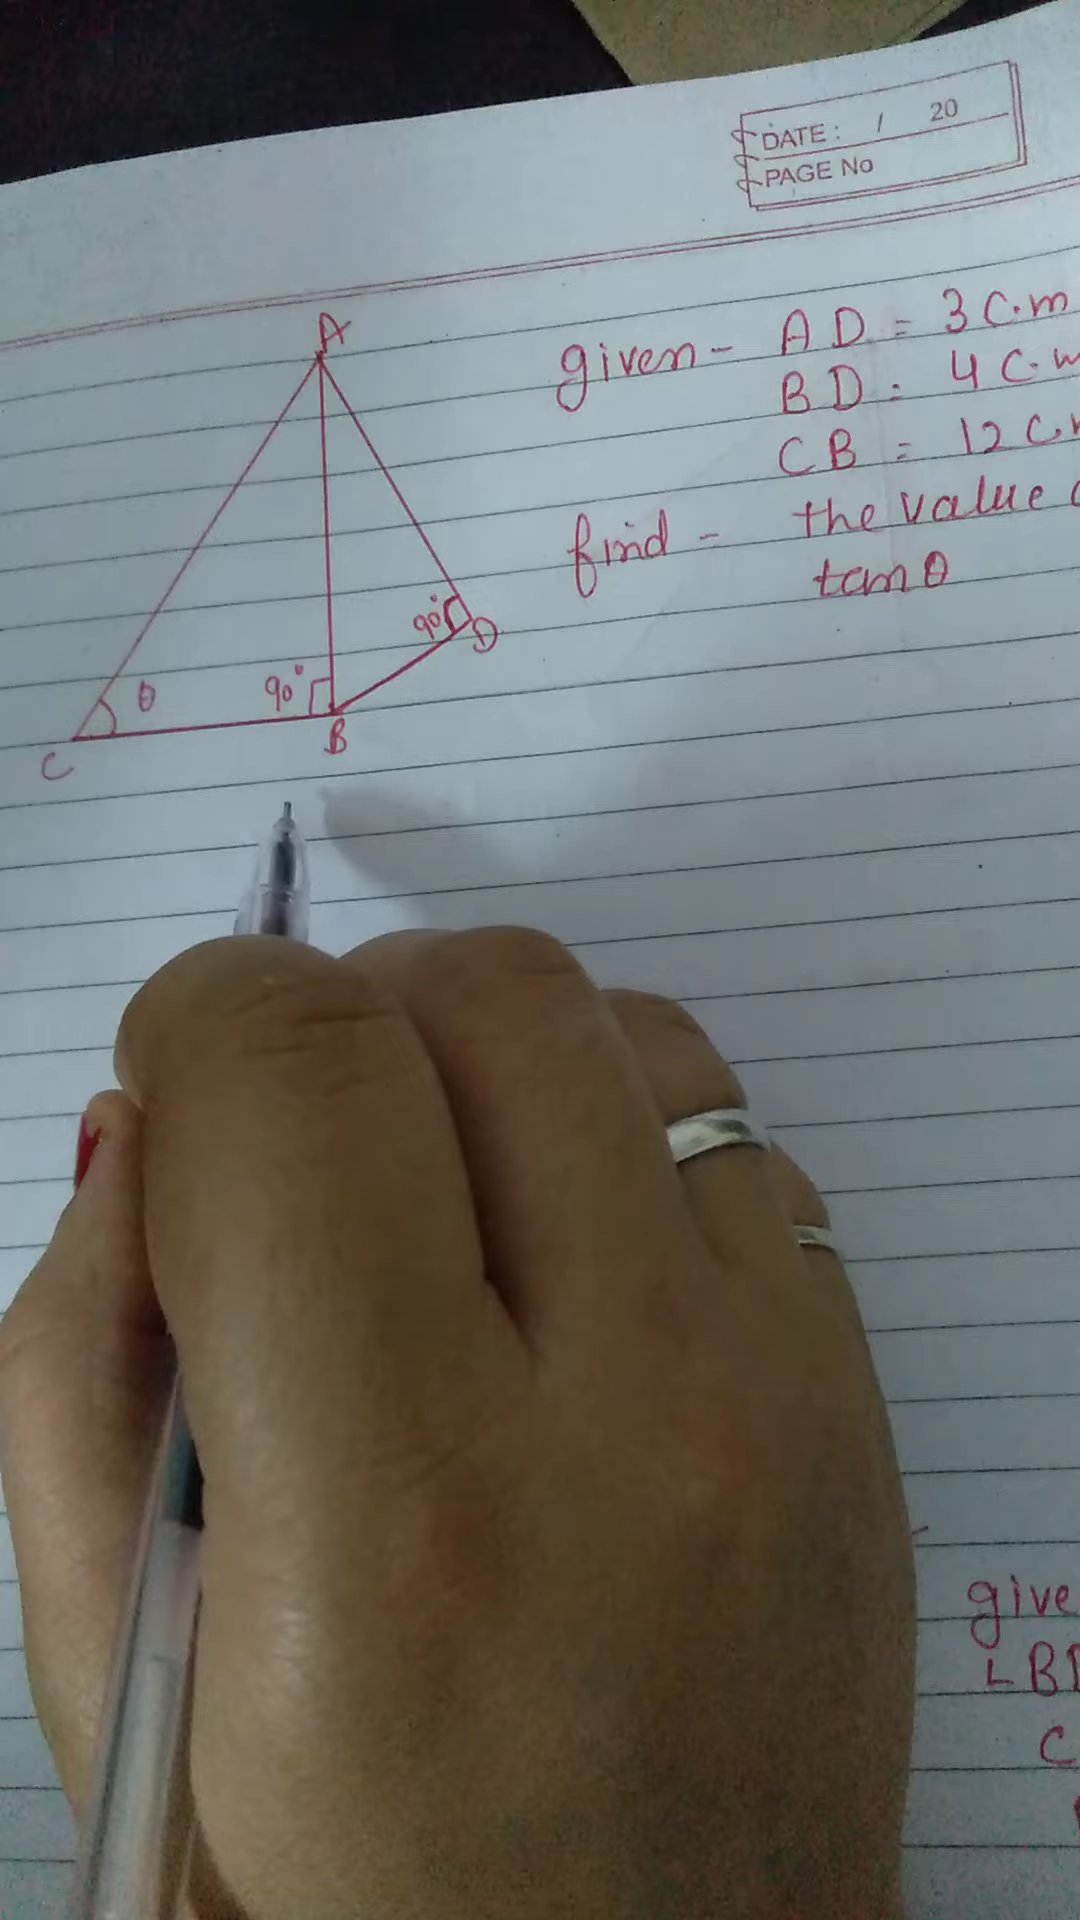 DATE : / 20
PAGE No
A
given - AD = 3 C.m
BD = 4 C.
CB = 12 C.
find - the value
tan θ
90°
D
θ
90°
B
C
give
∟B
C